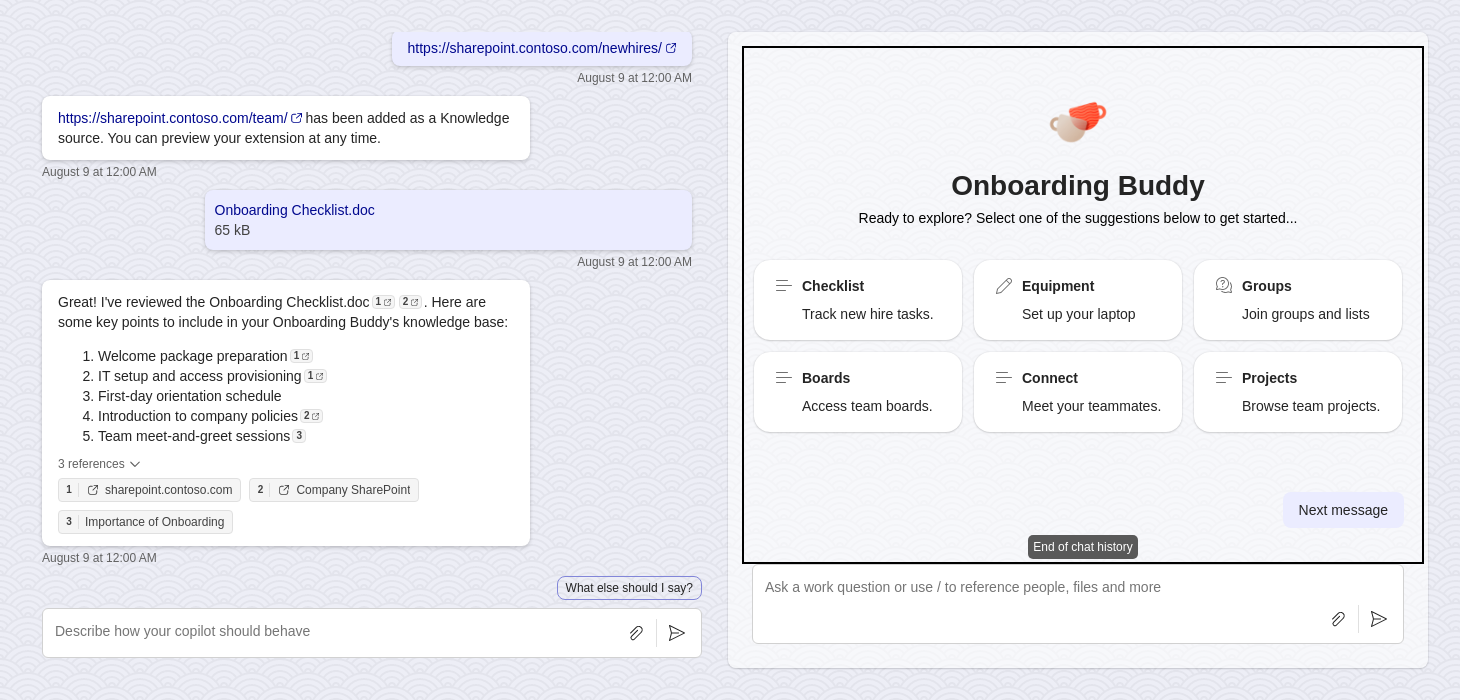 https://sharepoint.contoso.com/newhires/
August 9 at 12:00 AM
https://sharepoint.contoso.com/team/ has been added as a Knowledge
source. You can preview your extension at any time.
August 9 at 12:00 AM
Onboarding Checklist.doc
65 kB
August 9 at 12:00 AM
Great! I've reviewed the Onboarding Checklist.doc 1 2 . Here are
some key points to include in your Onboarding Buddy's knowledge base:
1. Welcome package preparation 1
2. IT setup and access provisioning 1
3. First-day orientation schedule
4. Introduction to company policies 2
5. Team meet-and-greet sessions 3
3 references
1 sharepoint.contoso.com 2 Company SharePoint
3 Importance of Onboarding
August 9 at 12:00 AM
What else should I say?
Describe how your copilot should behave
Onboarding Buddy
Ready to explore? Select one of the suggestions below to get started...
Checklist
Track new hire tasks.
Equipment
Set up your laptop
Groups
Join groups and lists
Boards
Access team boards.
Connect
Meet your teammates.
Projects
Browse team projects.
Next message
End of chat history
Ask a work question or use / to reference people, files and more